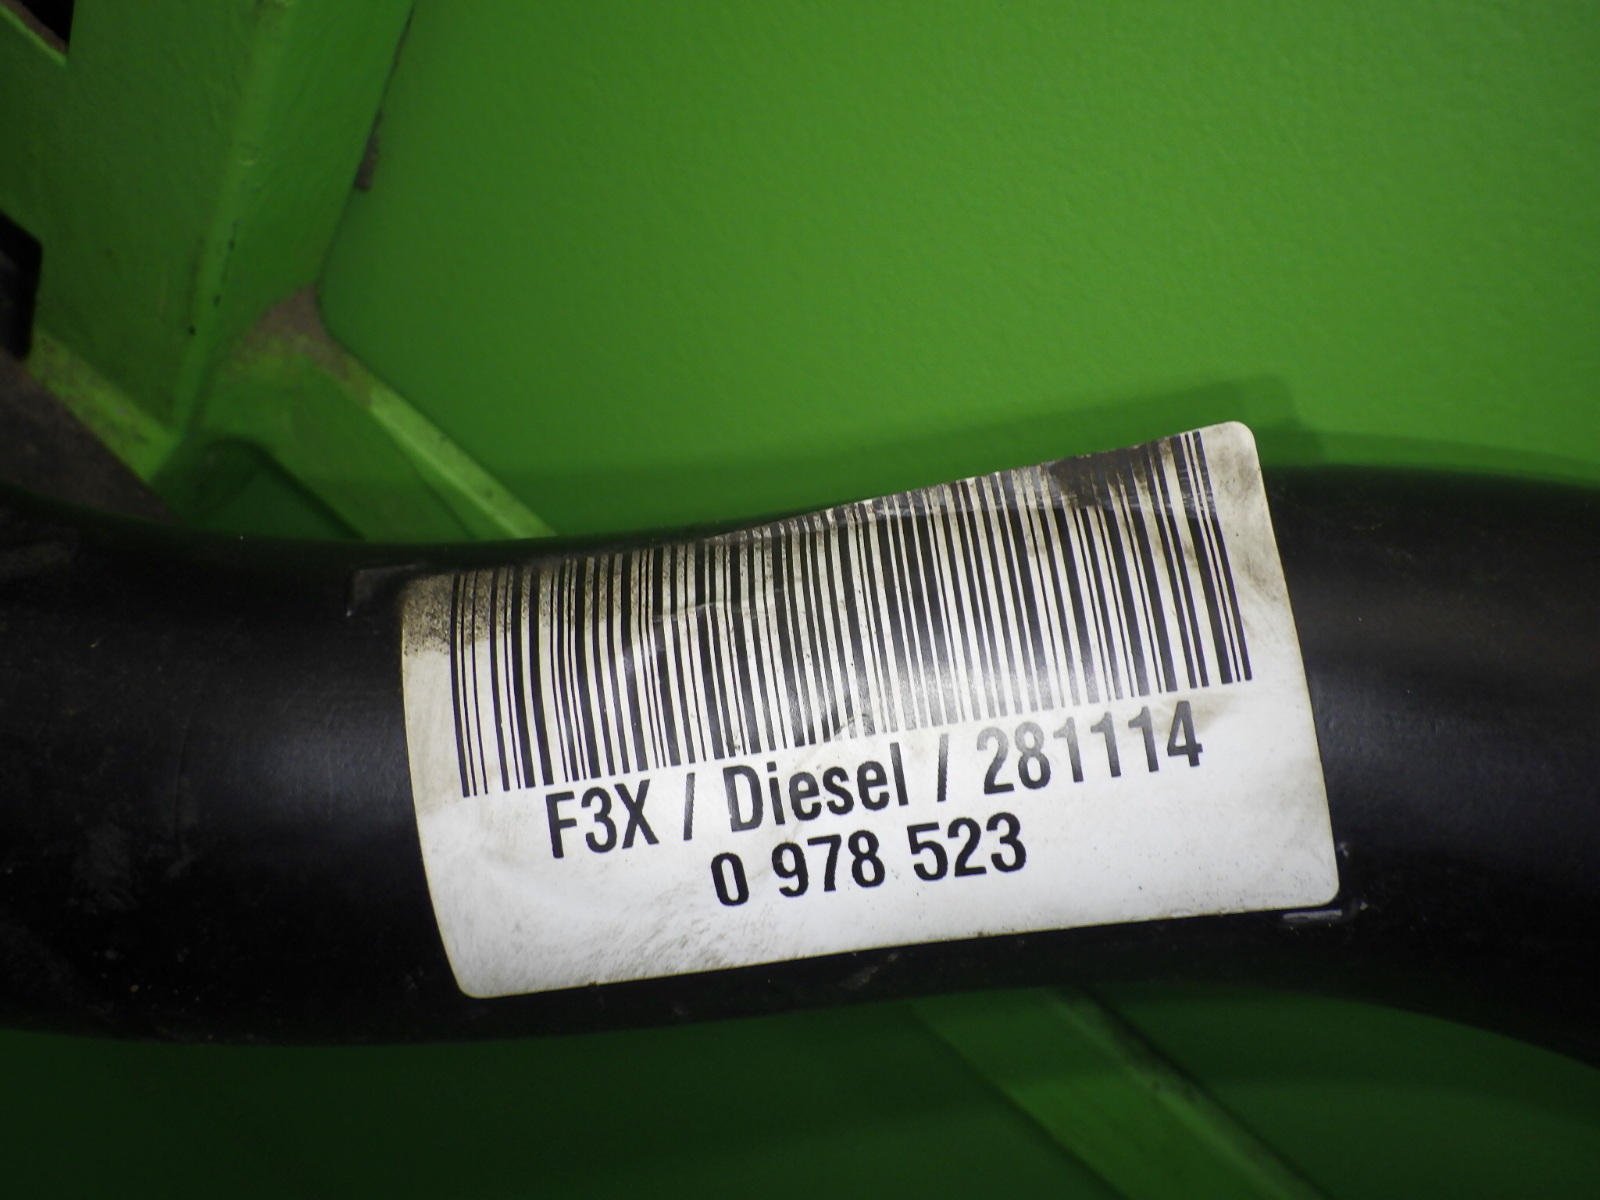 F3X / Diesel / 281114
0 978 523